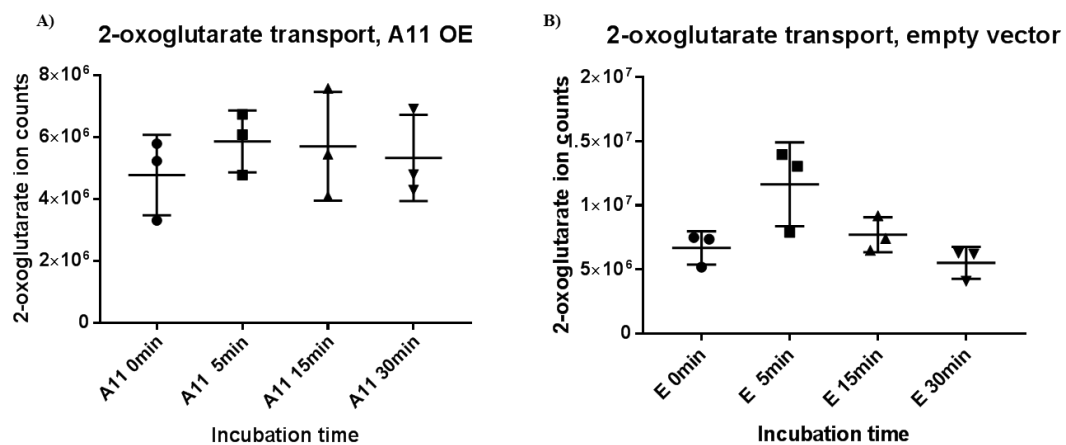 A)
2-oxoglutarate transport, A11 OE
2-oxoglutarate ion counts
8×10⁶
6×10⁶
4×10⁶
2×10⁶
0
A11 0min
A11 5min
A11 15min
A11 30min
Incubation time
B)
2-oxoglutarate transport, empty vector
2-oxoglutarate ion counts
2×10⁷
1.5×10⁷
1×10⁷
5×10⁶
0
E 0min
E 5min
E 15min
E 30min
Incubation time